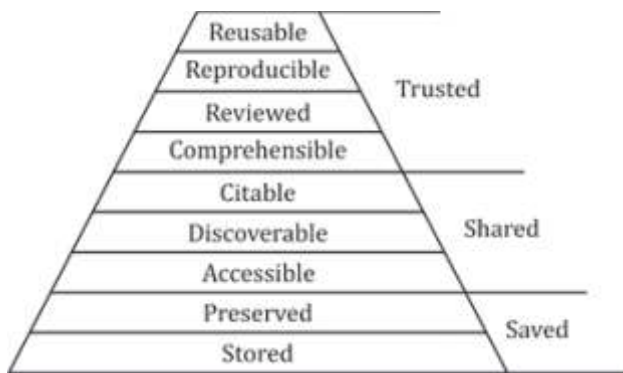 Reusable
Reproducible
Reviewed
Comprehensible
Trusted
Citable
Discoverable
Accessible
Shared
Preserved
Stored
Saved